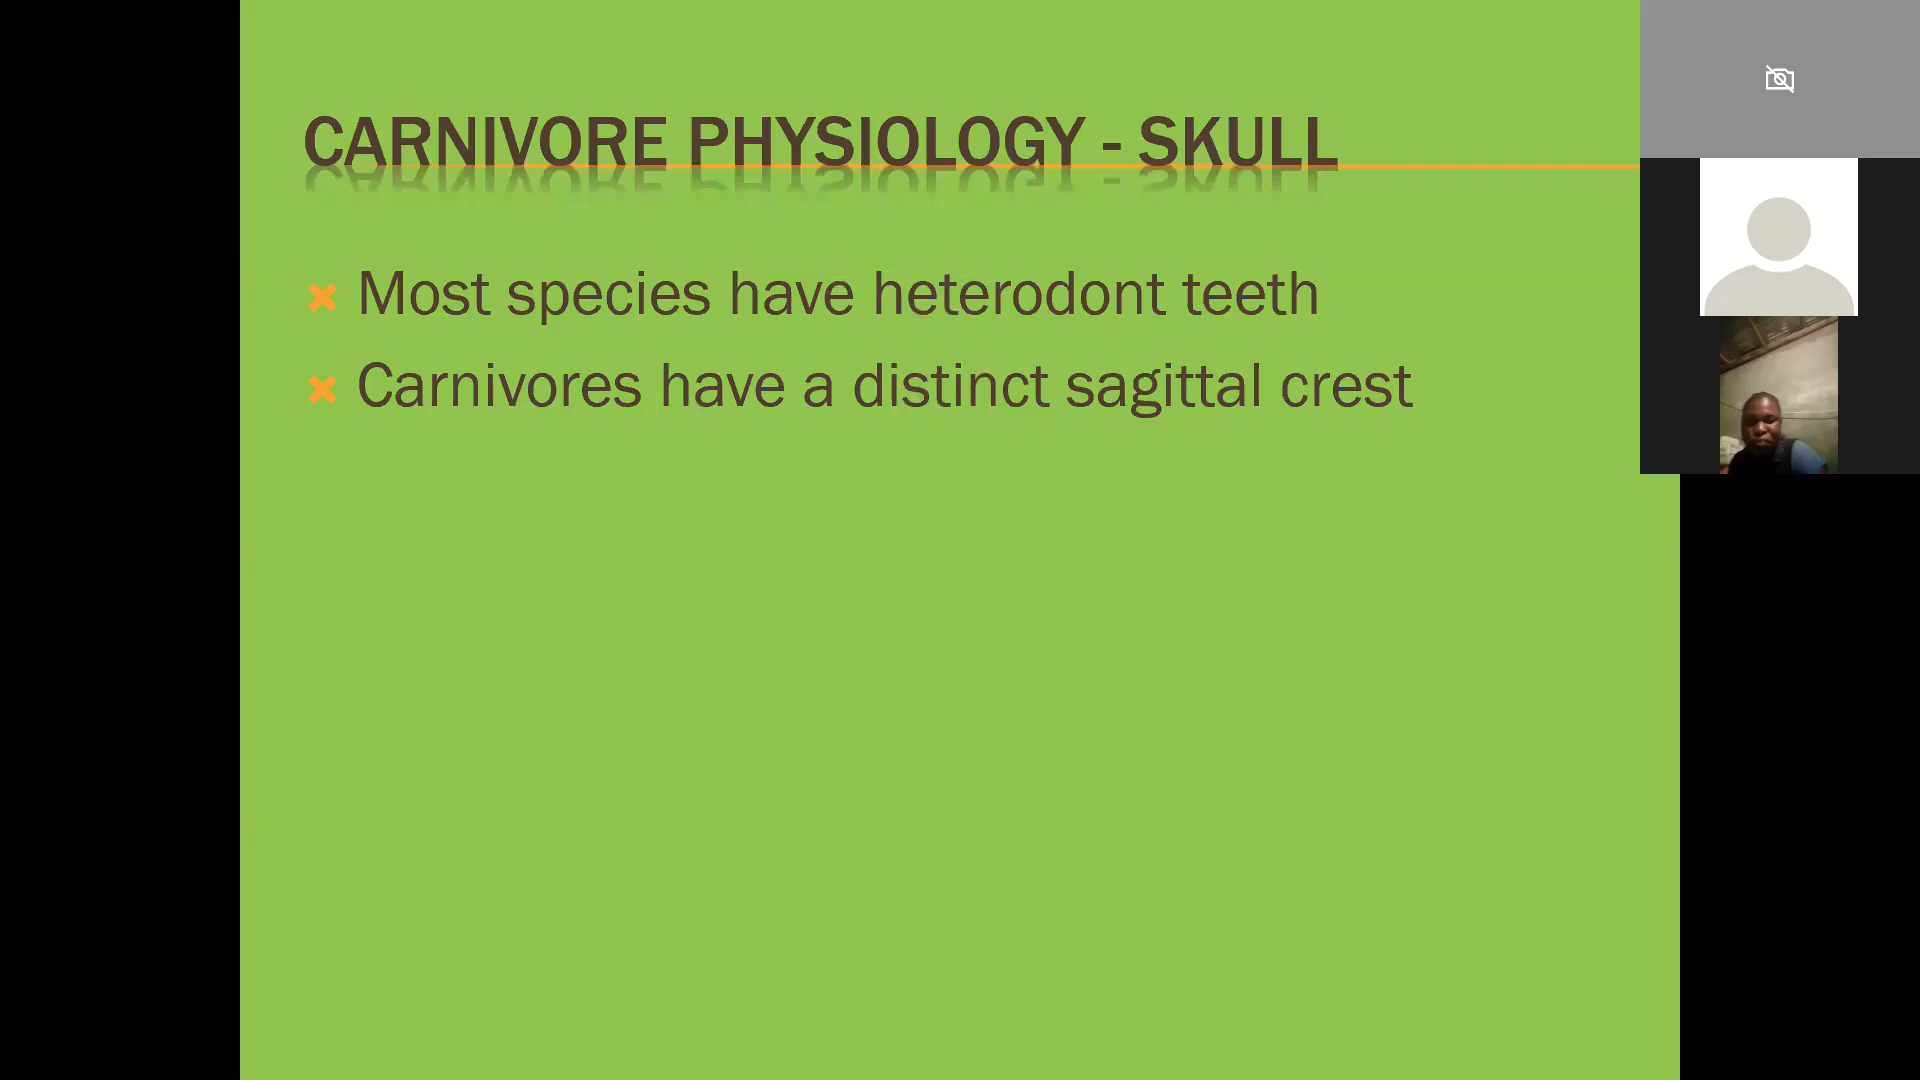 CARNIVORE PHYSIOLOGY - SKULL
Most species have heterodont teeth
Carnivores have a distinct sagittal crest